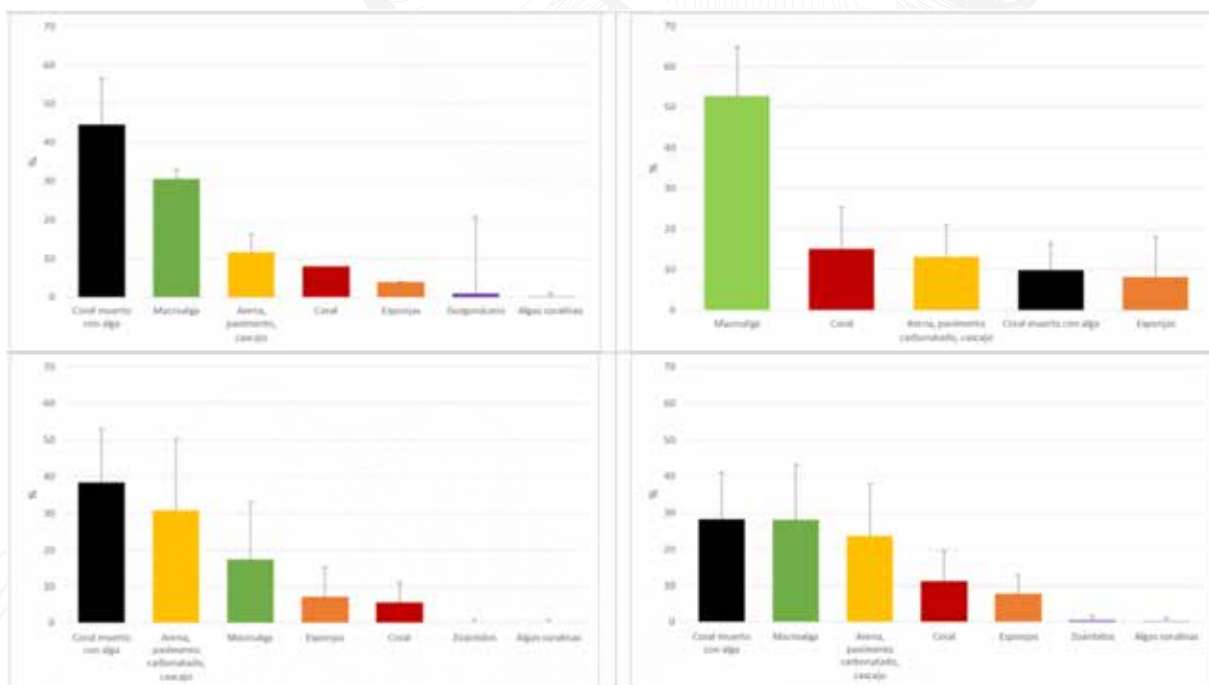 70
60
50
40
30
20
10
0
%
Coral muerto
con alga
Macroalga
Arena,
pavimento,
cascajo
Coral
Esponjas
Gorgonáceos
Algas coralinas
70
60
50
40
30
20
10
0
%
Macroalga
Coral
Arena, pavimento
carbonatado, cascajo
Coral muerto con alga
Esponjas
70
60
50
40
30
20
10
0
%
Coral muerto
con alga
Arena,
pavimento
carbonatado,
cascajo
Macroalga
Esponjas
Coral
Zoántidos
Algas coralinas
70
60
50
40
30
20
10
0
%
Coral muerto
con alga
Macroalga
Arena,
pavimento
carbonatado,
cascajo
Coral
Esponjas
Zoántidos
Algas coralinas